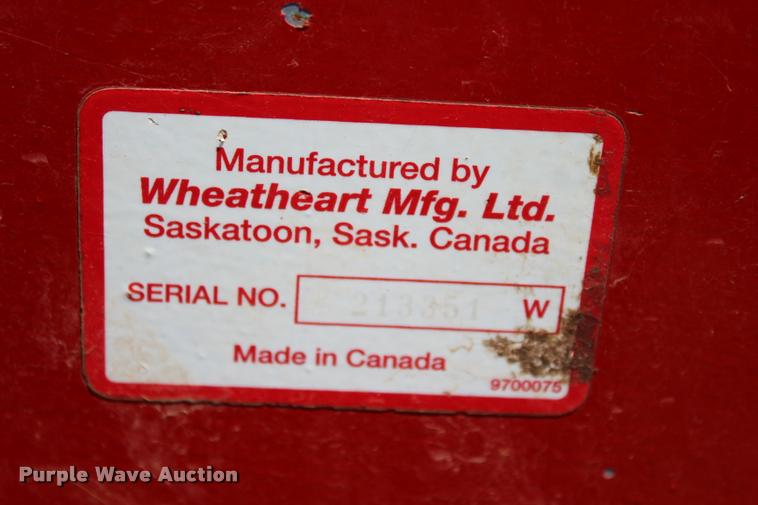 Manufactured by
Wheatheart Mfg. Ltd.
Saskatoon, Sask. Canada
SERIAL NO. 213351 W
Made in Canada
9700075
Purple Wave Auction